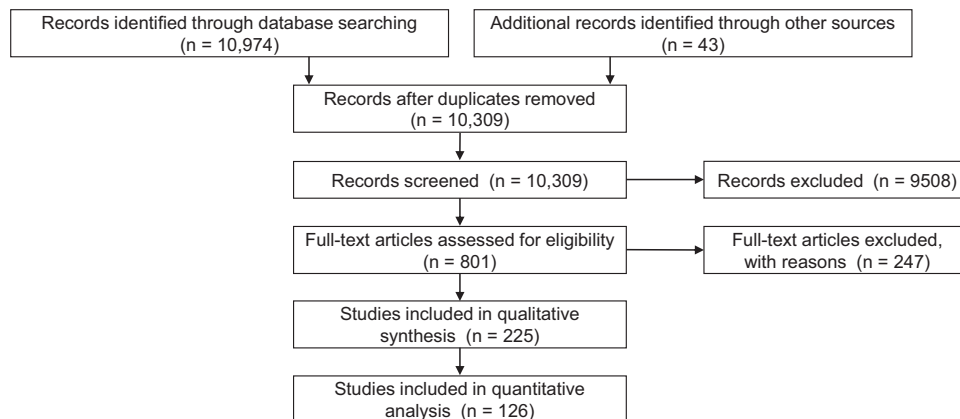 Records identified through database searching
(n = 10,974)
Additional records identified through other sources
(n = 43)
Records after duplicates removed
(n = 10,309)
Records screened (n = 10,309)
Records excluded (n = 9508)
Full-text articles assessed for eligibility
(n = 801)
Full-text articles excluded,
with reasons (n = 247)
Studies included in qualitative
synthesis (n = 225)
Studies included in quantitative
analysis (n = 126)